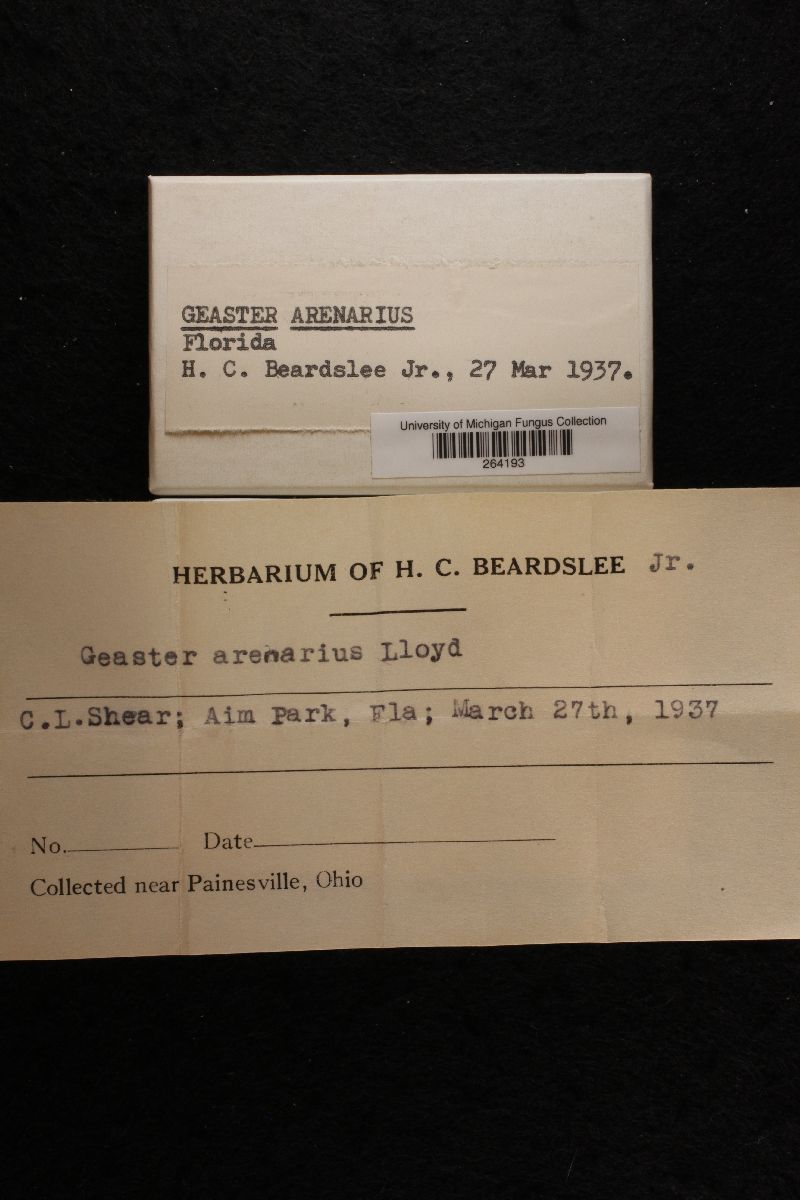 GEASTER ARENARIUS
Florida
H. C. Beardslee Jr., 27 Mar 1937.
University of Michigan Fungus Collection
264193
HERBARIUM OF H. C. BEARDSLEE Jr.
Geaster arenarius Lloyd
C.L.Shear; Aim Park, Fla; March 27th, 1937
No. Date
Collected near Painesville, Ohio